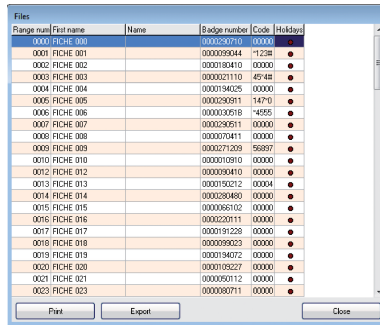 Files
Range num First name Name Badge number Code Holidays
0000 FICHE 000 0000290710 00000
0001 FICHE 001 0000099044 *123#
0002 FICHE 002 0000180410 00000
0003 FICHE 003 0000021110 45*4#
0004 FICHE 004 0000194025 00000
0005 FICHE 005 0000290911 147*0
0006 FICHE 006 000003051B *4555
0007 FICHE 007 0000290511 00000
0008 FICHE 008 0000070411 00000
0009 FICHE 009 0000271209 56897
0010 FICHE 010 0000010910 00000
0012 FICHE 012 0000090410 00000
0013 FICHE 013 0000150212 00004
0014 FICHE 014 0000280480 00000
0015 FICHE 015 0000066102 00000
0016 FICHE 016 0000220111 00000
0017 FICHE 017 0000191228 00000
0018 FICHE 018 0000099023 00000
0019 FICHE 019 0000194072 00000
0020 FICHE 020 0000109227 00000
0021 FICHE 021 0000050112 00000
0023 FICHE 023 0000080711 00000
Print Export Close